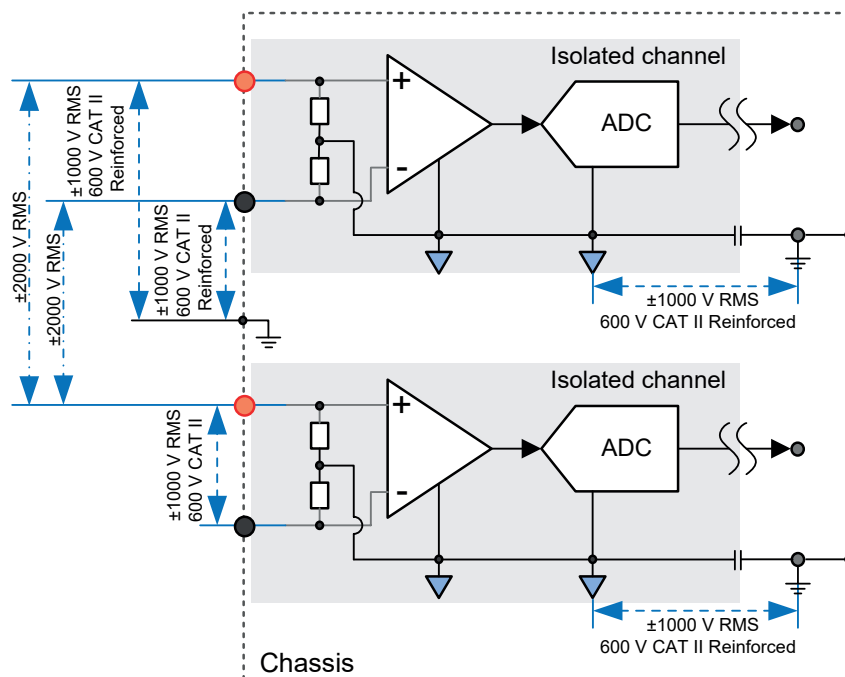 Isolated channel
+
-
ADC
±2000 V RMS
±2000 V RMS
±1000 V RMS
600 V CAT II
Reinforced
±1000 V RMS
600 V CAT II
Reinforced
±1000 V RMS
600 V CAT II Reinforced
Isolated channel
+
-
ADC
±1000 V RMS
600 V CAT II
±1000 V RMS
600 V CAT II Reinforced
Chassis